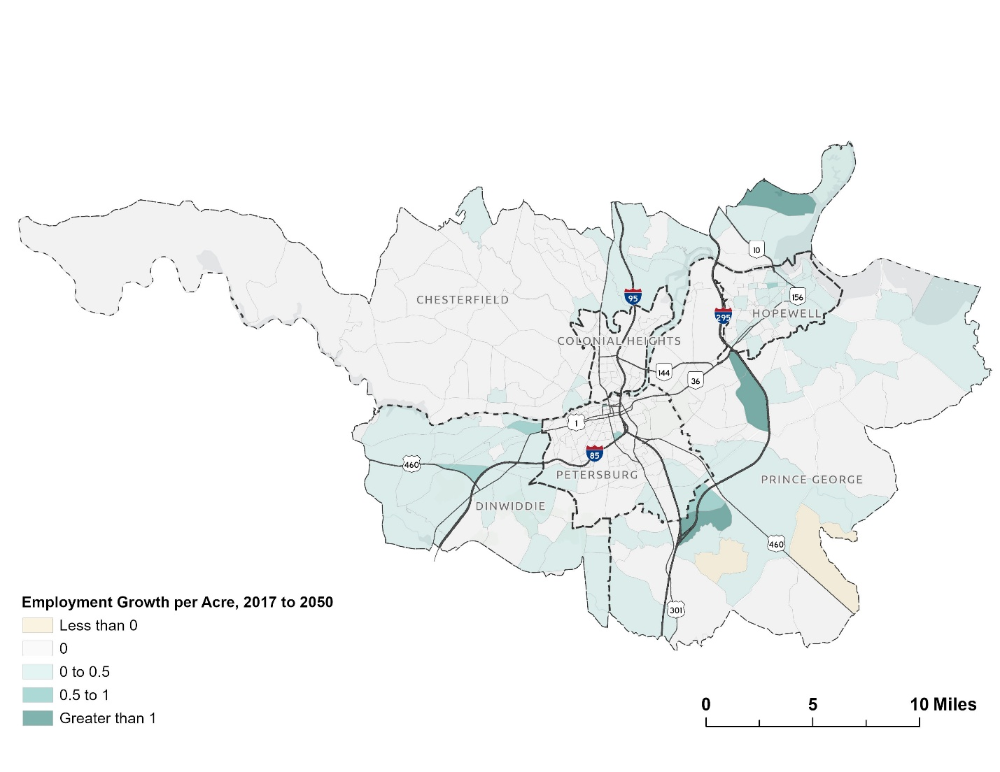 10
156
CHESTERFIELD
95
HOPEWELL
295
COLONIAL HEIGHTS
144
36
1
85
460
PETERSBURG
PRINCE GEORGE
DINWIDDIE
460
301
Employment Growth per Acre, 2017 to 2050
Less than 0
0
0 to 0.5
0.5 to 1
Greater than 1
0 5 10 Miles